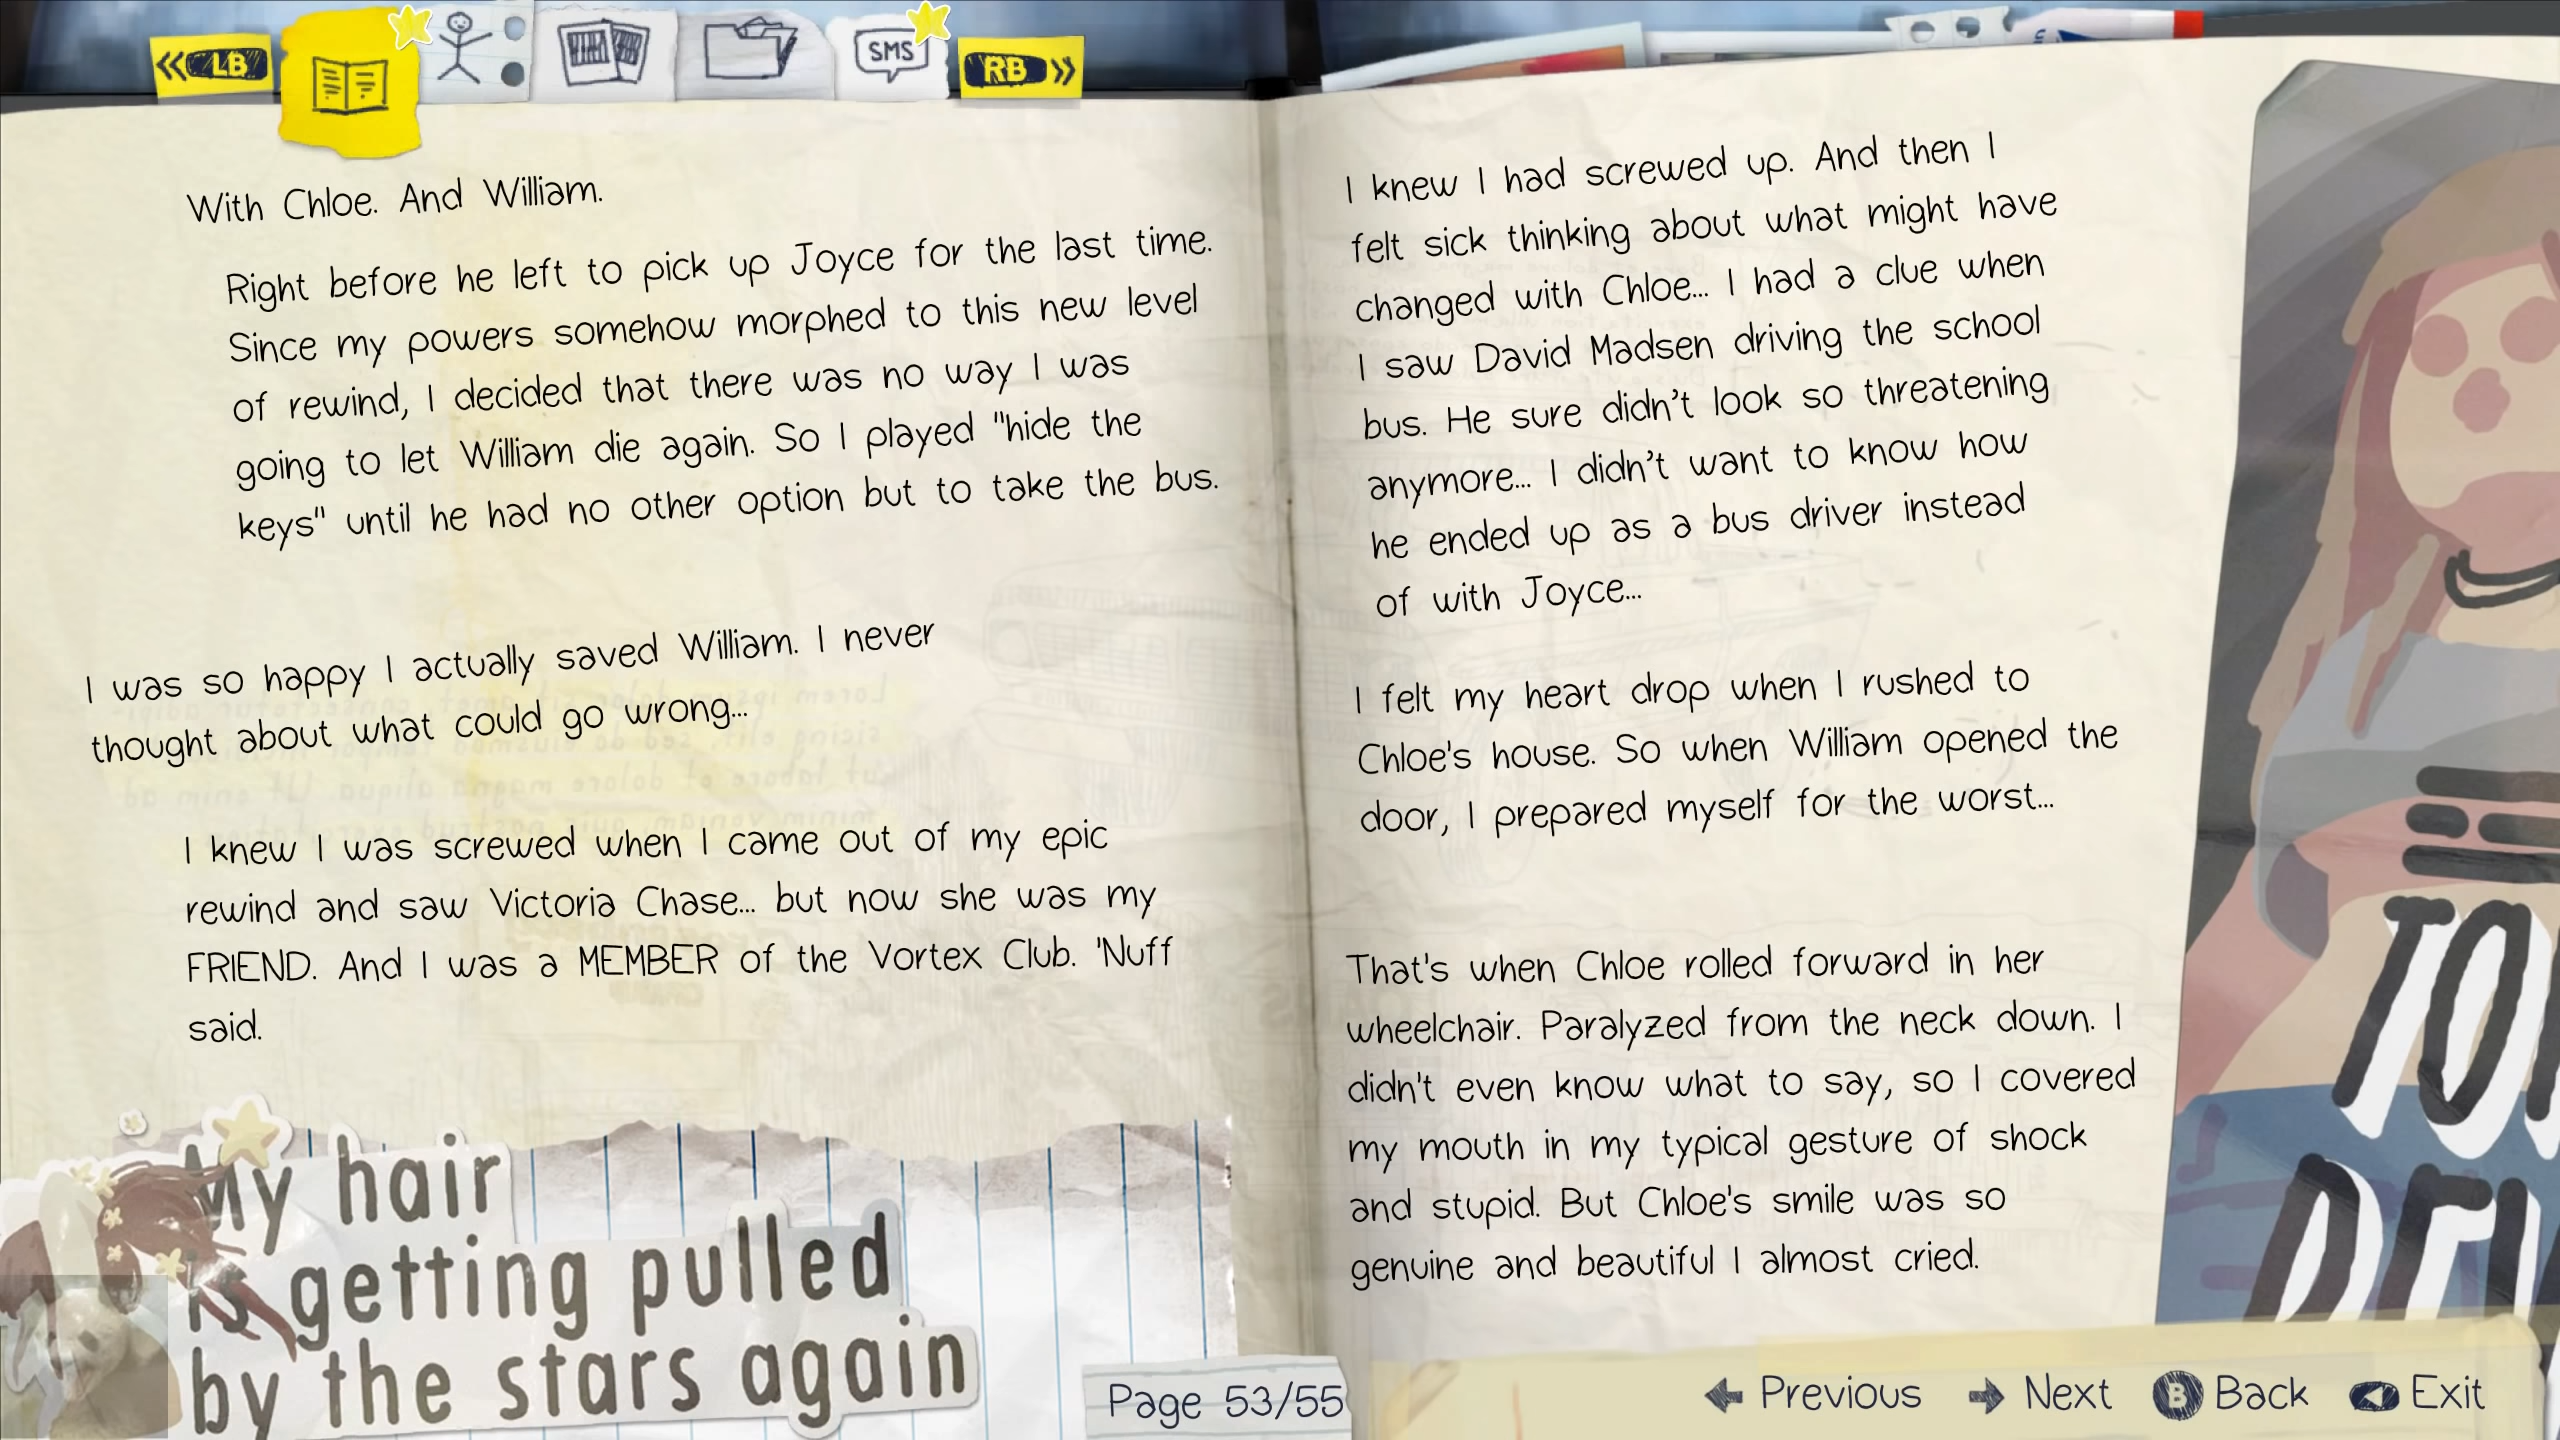 LB
SMS
RB
With Chloe. And William.
Right before he left to pick up Joyce for the last time.
Since my powers somehow morphed to this new level
of rewind, I decided that there was no way I was
going to let William die again. So I played "hide the
keys" until he had no other option but to take the bus.
I was so happy I actually saved William. I never
thought about what could go wrong...
I knew I was screwed when I came out of my epic
rewind and saw Victoria Chase... but now she was my
FRIEND. And I was a MEMBER of the Vortex Club. 'Nuff
said.
My hair
is getting pulled
by the stars again
I knew I had screwed up. And then I
felt sick thinking about what might have
changed with Chloe... I had a clue when
I saw David Madsen driving the school
bus. He sure didn't look so threatening
anymore... I didn't want to know how
he ended up as a bus driver instead
of with Joyce...
I felt my heart drop when I rushed to
Chloe's house. So when William opened the
door, I prepared myself for the worst...
That's when Chloe rolled forward in her
wheelchair. Paralyzed from the neck down. I
didn't even know what to say, so I covered
my mouth in my typical gesture of shock
and stupid. But Chloe's smile was so
genuine and beautiful I almost cried.
Page 53/55
Previous Next B Back Exit